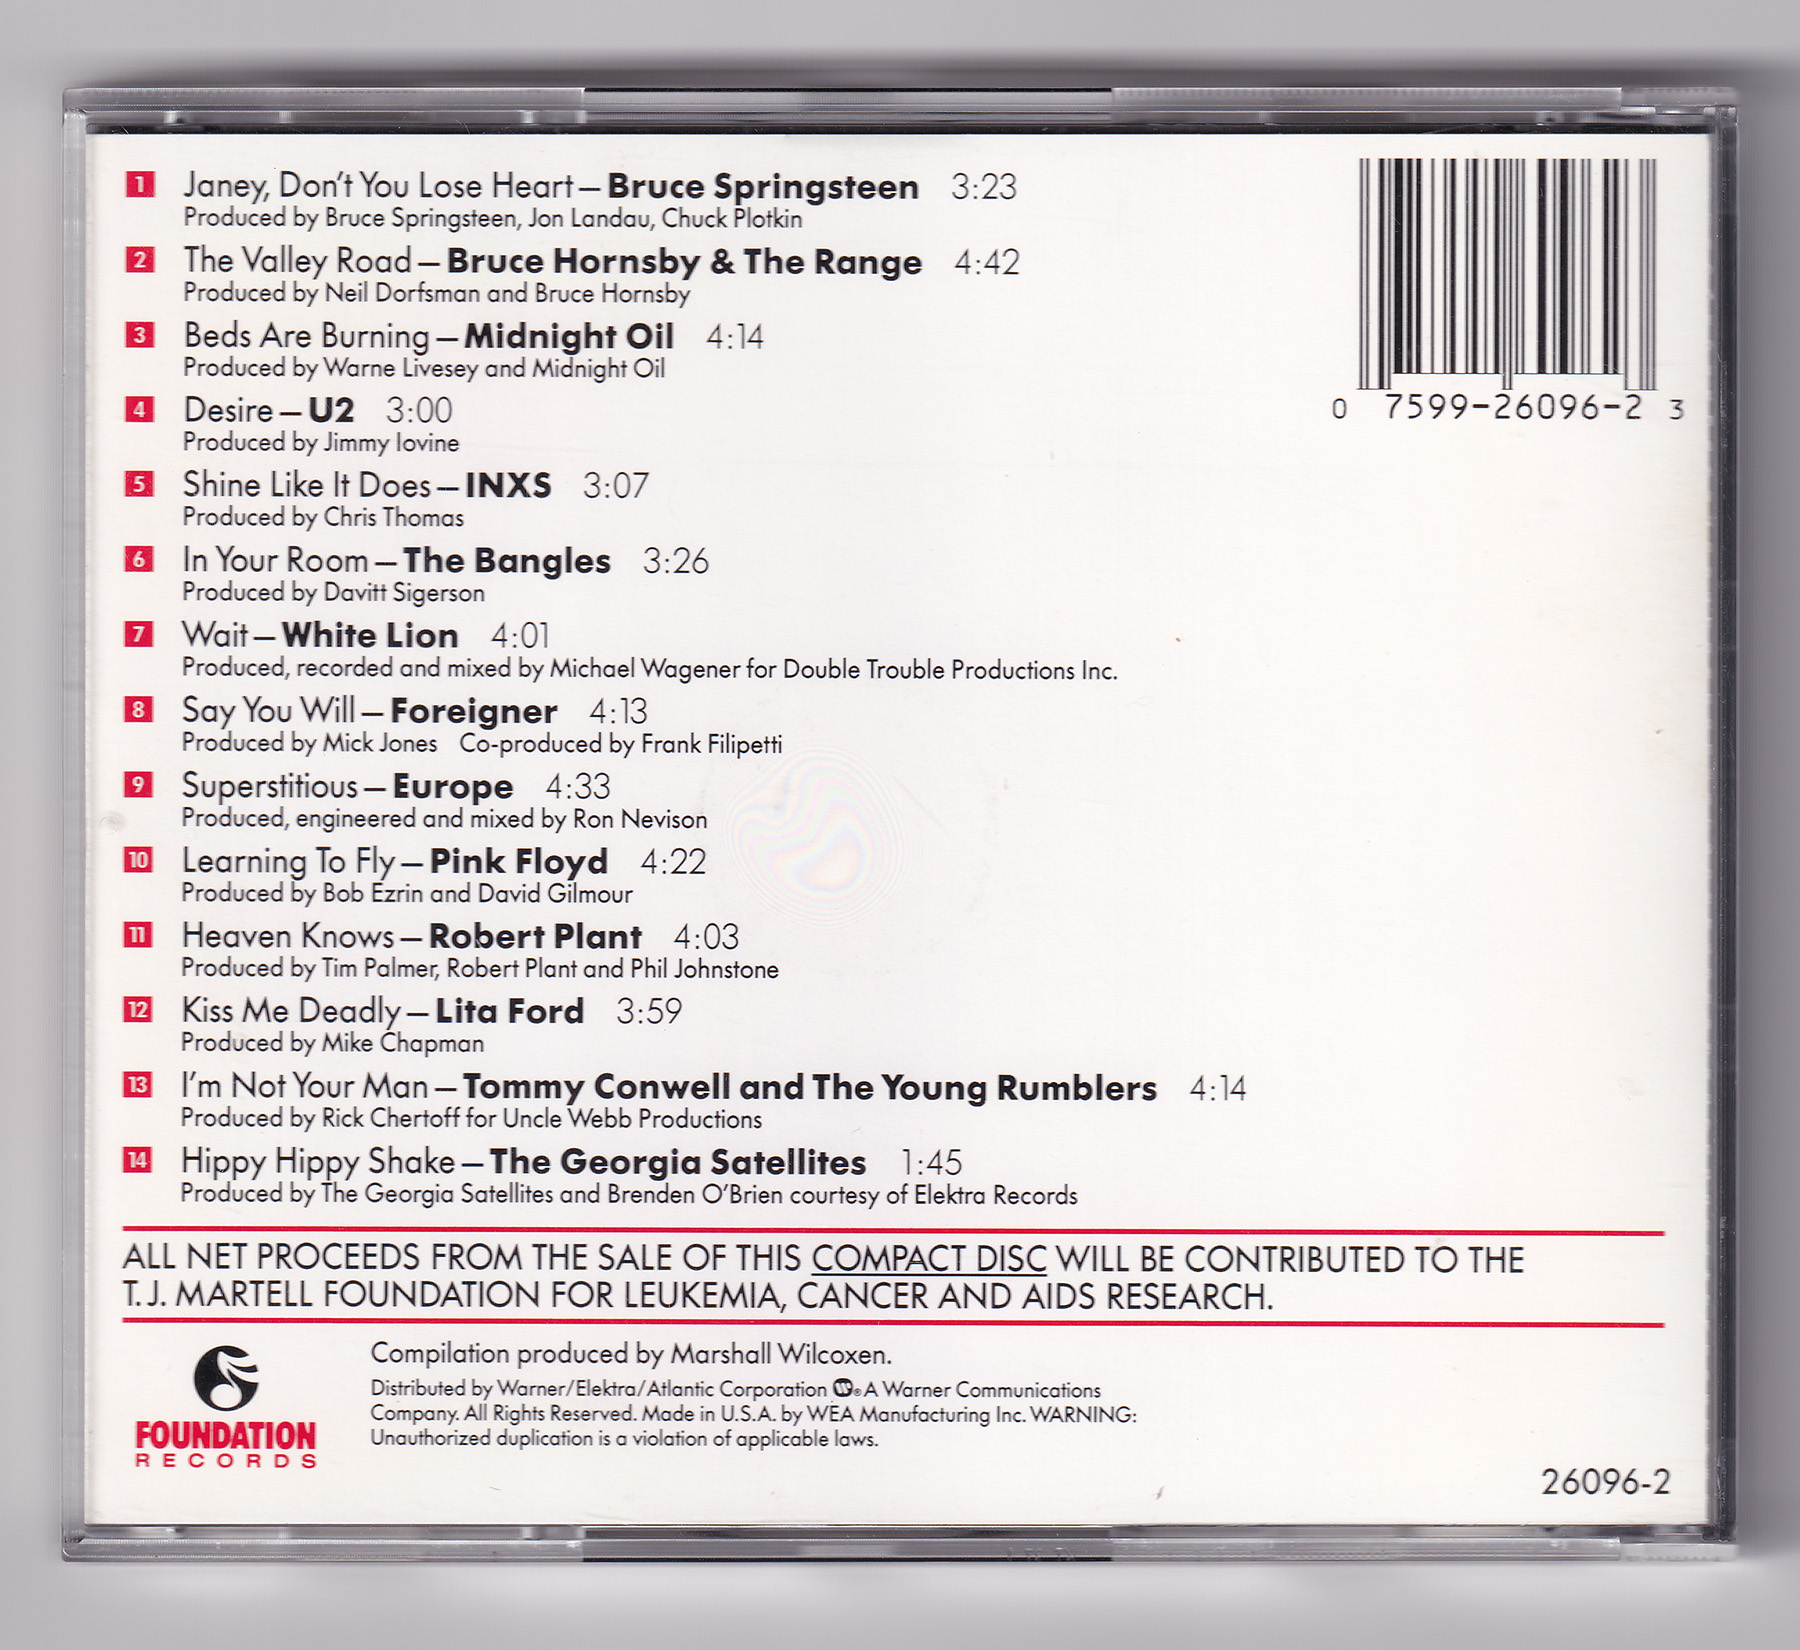 1 Janey, Don't You Lose Heart – Bruce Springsteen 3:23
Produced by Bruce Springsteen, Jon Landau, Chuck Plotkin
2 The Valley Road – Bruce Hornsby & The Range 4:42
Produced by Neil Dorfsman and Bruce Hornsby
3 Beds Are Burning – Midnight Oil 4:14
Produced by Warne Livesey and Midnight Oil
4 Desire – U2 3:00
Produced by Jimmy Iovine
5 Shine Like It Does – INXS 3:07
Produced by Chris Thomas
6 In Your Room – The Bangles 3:26
Produced by Davitt Sigerson
7 Wait – White Lion 4:01
Produced, recorded and mixed by Michael Wagener for Double Trouble Productions Inc.
8 Say You Will – Foreigner 4:13
Produced by Mick Jones Co-produced by Frank Filipetti
9 Superstitious – Europe 4:33
Produced, engineered and mixed by Ron Nevison
10 Learning To Fly – Pink Floyd 4:22
Produced by Bob Ezrin and David Gilmour
11 Heaven Knows – Robert Plant 4:03
Produced by Tim Palmer, Robert Plant and Phil Johnstone
12 Kiss Me Deadly – Lita Ford 3:59
Produced by Mike Chapman
13 I'm Not Your Man – Tommy Conwell and The Young Rumblers 4:14
Produced by Rick Chertoff for Uncle Webb Productions
14 Hippy Hippy Shake – The Georgia Satellites 1:45
Produced by The Georgia Satellites and Brenden O'Brien courtesy of Elektra Records
0 7599-26096-2 3
ALL NET PROCEEDS FROM THE SALE OF THIS COMPACT DISC WILL BE CONTRIBUTED TO THE
T.J. MARTELL FOUNDATION FOR LEUKEMIA, CANCER AND AIDS RESEARCH.
FOUNDATION
RECORDS
Compilation produced by Marshall Wilcoxen.
Distributed by Warner/Elektra/Atlantic Corporation ® A Warner Communications
Company. All Rights Reserved. Made in U.S.A. by WEA Manufacturing Inc. WARNING:
Unauthorized duplication is a violation of applicable laws.
26096-2